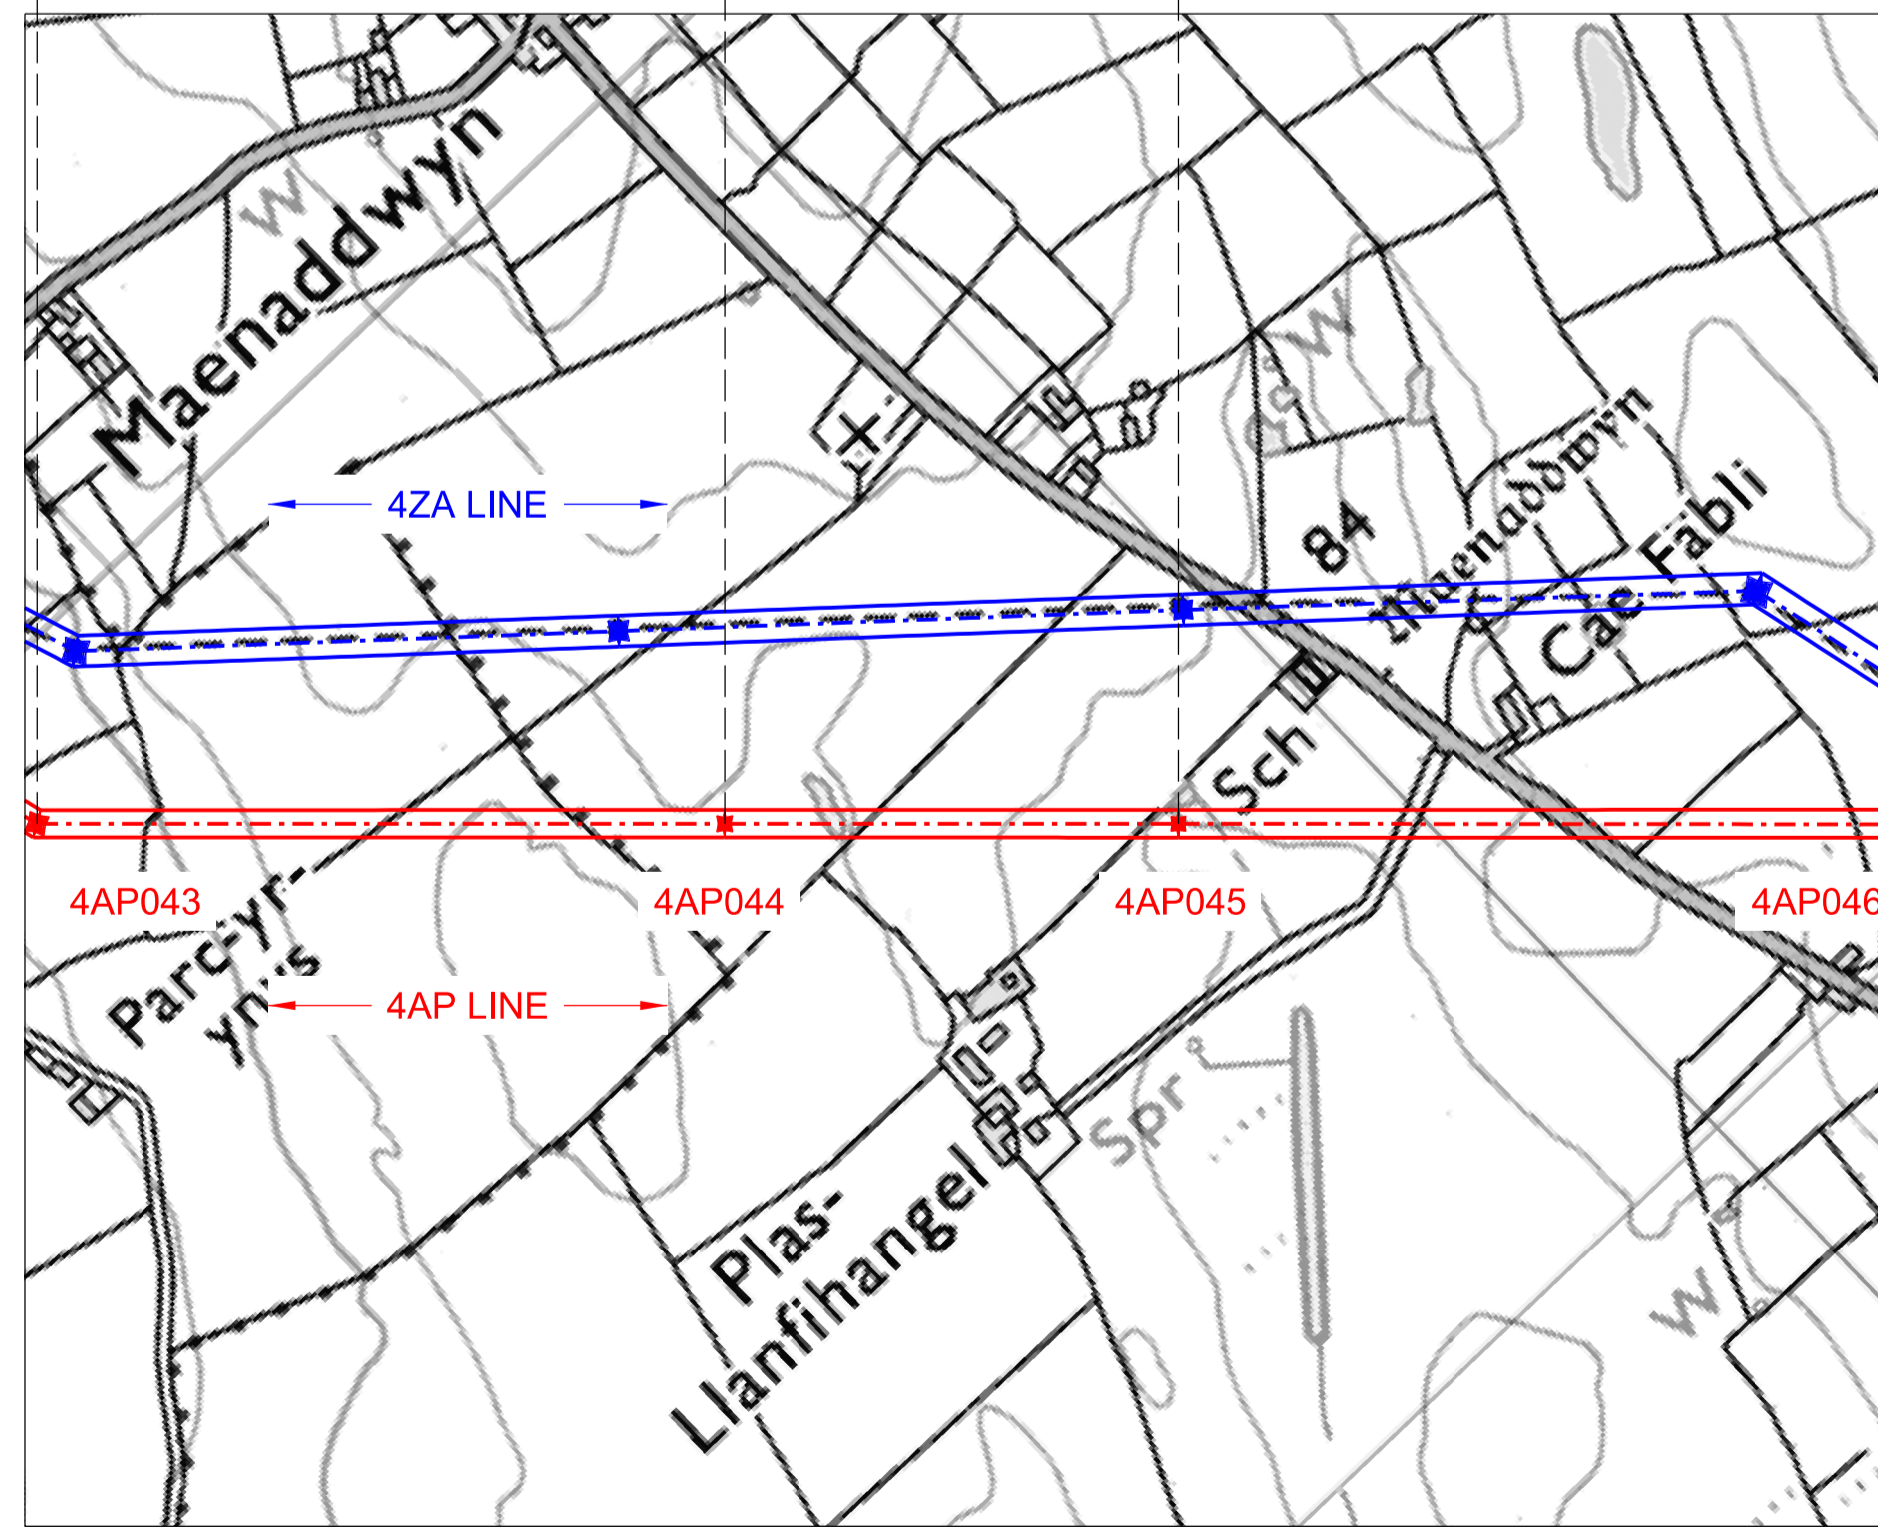 W
Maenaddwyn
W
4ZA LINE
84
Cae
Fabli
Sch
4AP043
4AP044
4AP045
4AP046
Parc-yr-
ynys
4AP LINE
Spr
Plas-
Llanfihangel
W